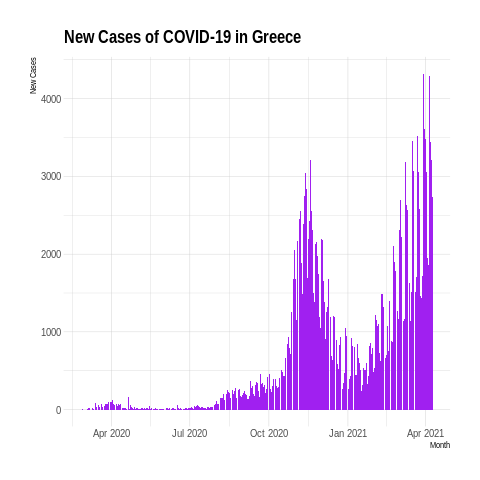 New Cases of COVID-19 in Greece
New Cases
4000
3000
2000
1000
0
Apr 2020 Jul 2020 Oct 2020 Jan 2021 Apr 2021
Month